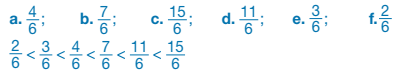 a. 4/6; b. 7/6; c. 15/6; d. 11/6; e. 3/6; f. 2/6
2/6 < 3/6 < 4/6 < 7/6 < 11/6 < 15/6